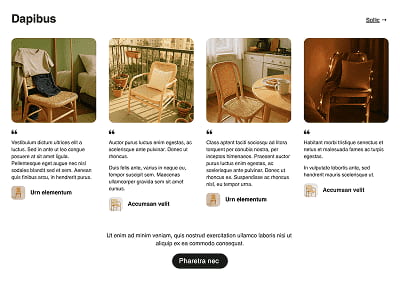 Dapibus
Sollic →
❝
Vestibulum dictum ultrices elit a
luctus. Sed in ante ut leo congue
posuere at sit amet ligula.
Pellentesque eget augue nec nisl
sodales blandit sed et sem. Aenean
quis finibus arcu, in hendrerit purus.
Urn elementum
❝
Auctor purus luctus enim egestas, ac
scelerisque ante pulvinar. Donec ut
rhoncus.
Duis felis ante, varius in neque eu,
tempor suscipit sem. Maecenas
ullamcorper gravida sem sit amet
cursus.
Accumsan velit
❝
Class aptent taciti sociosqu ad litora
torquent per conubia nostra, per
inceptos himenaeos. Praesent auctor
purus luctus enim egestas, ac
scelerisque ante pulvinar. Donec ut
rhoncus ex. Suspendisse ac rhoncus
nisl, eu tempor urna.
Urn elementum
❝
Habitant morbi tristique senectus et
netus et malesuada fames ac turpis
egestas.
In vulputate lobortis ante, sed
hendrerit mauris scelerisque ut.
Accumsan velit
Ut enim ad minim veniam, quis nostrud exercitation ullamco laboris nisi ut
aliquip ex ea commodo consequat.
Pharetra nec